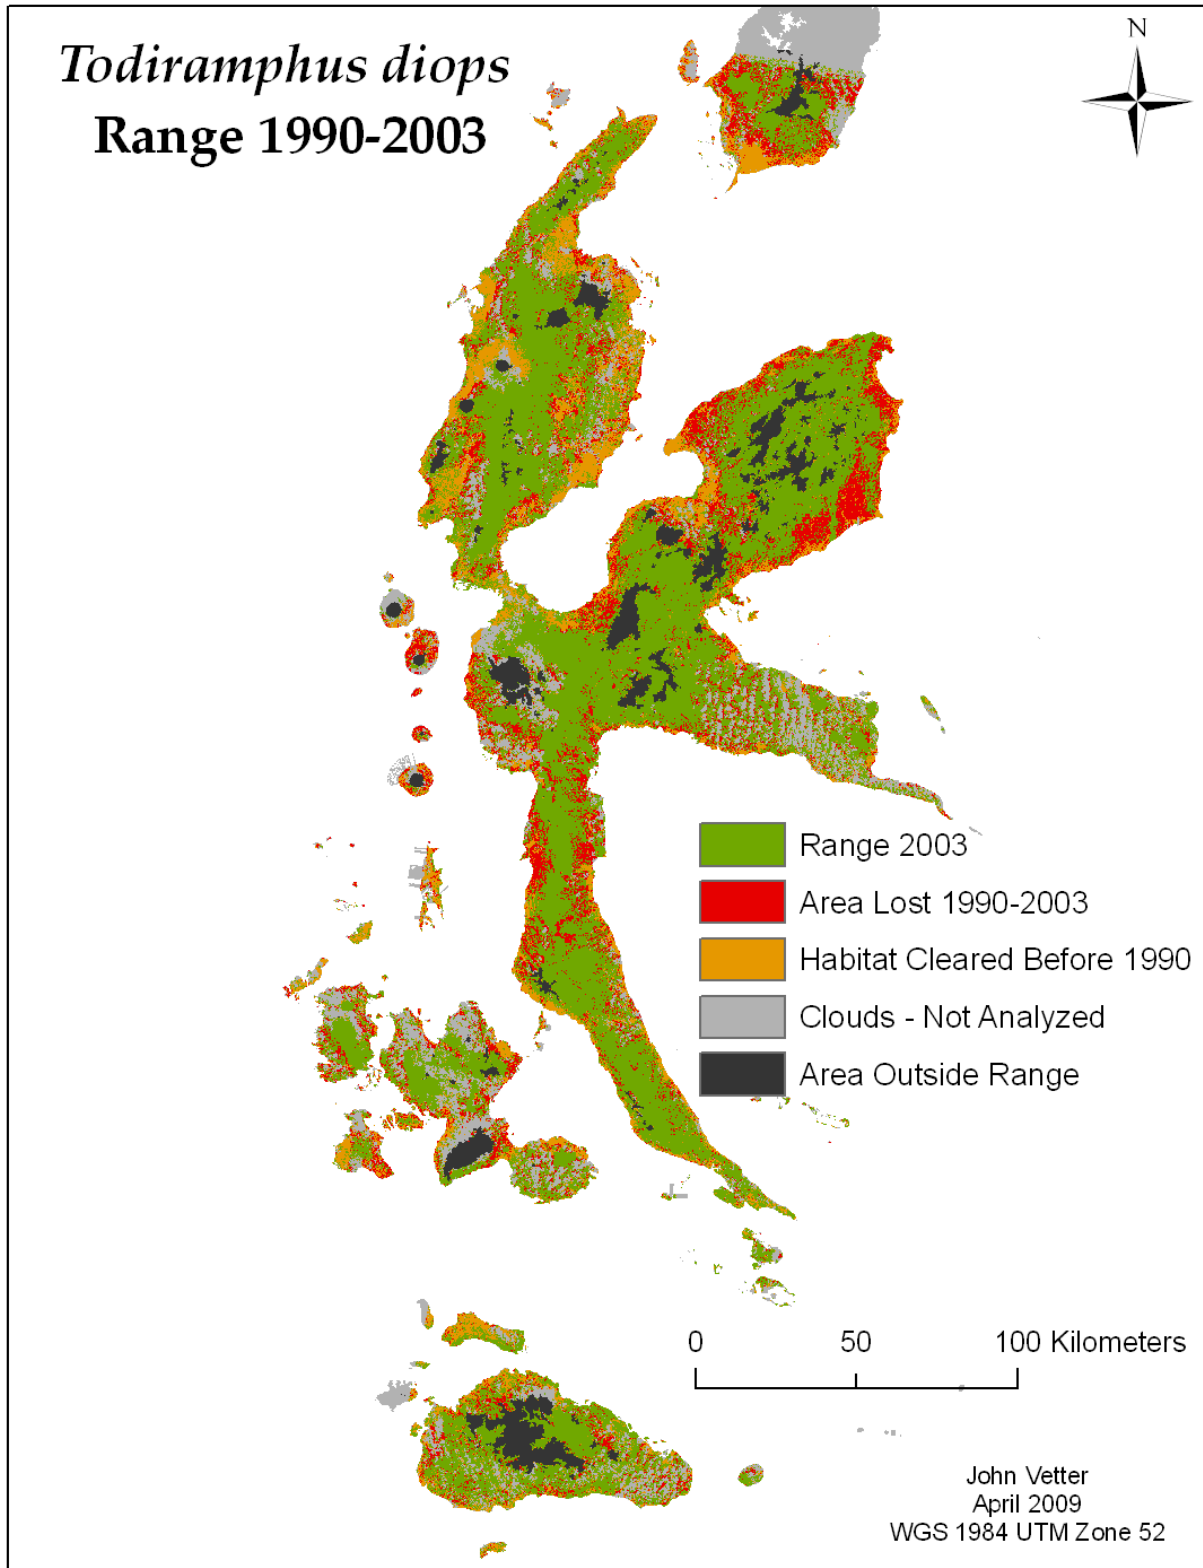 Todiramphus diops
Range 1990-2003
N
Range 2003
Area Lost 1990-2003
Habitat Cleared Before 1990
Clouds - Not Analyzed
Area Outside Range
0 50 100 Kilometers
John Vetter
April 2009
WGS 1984 UTM Zone 52